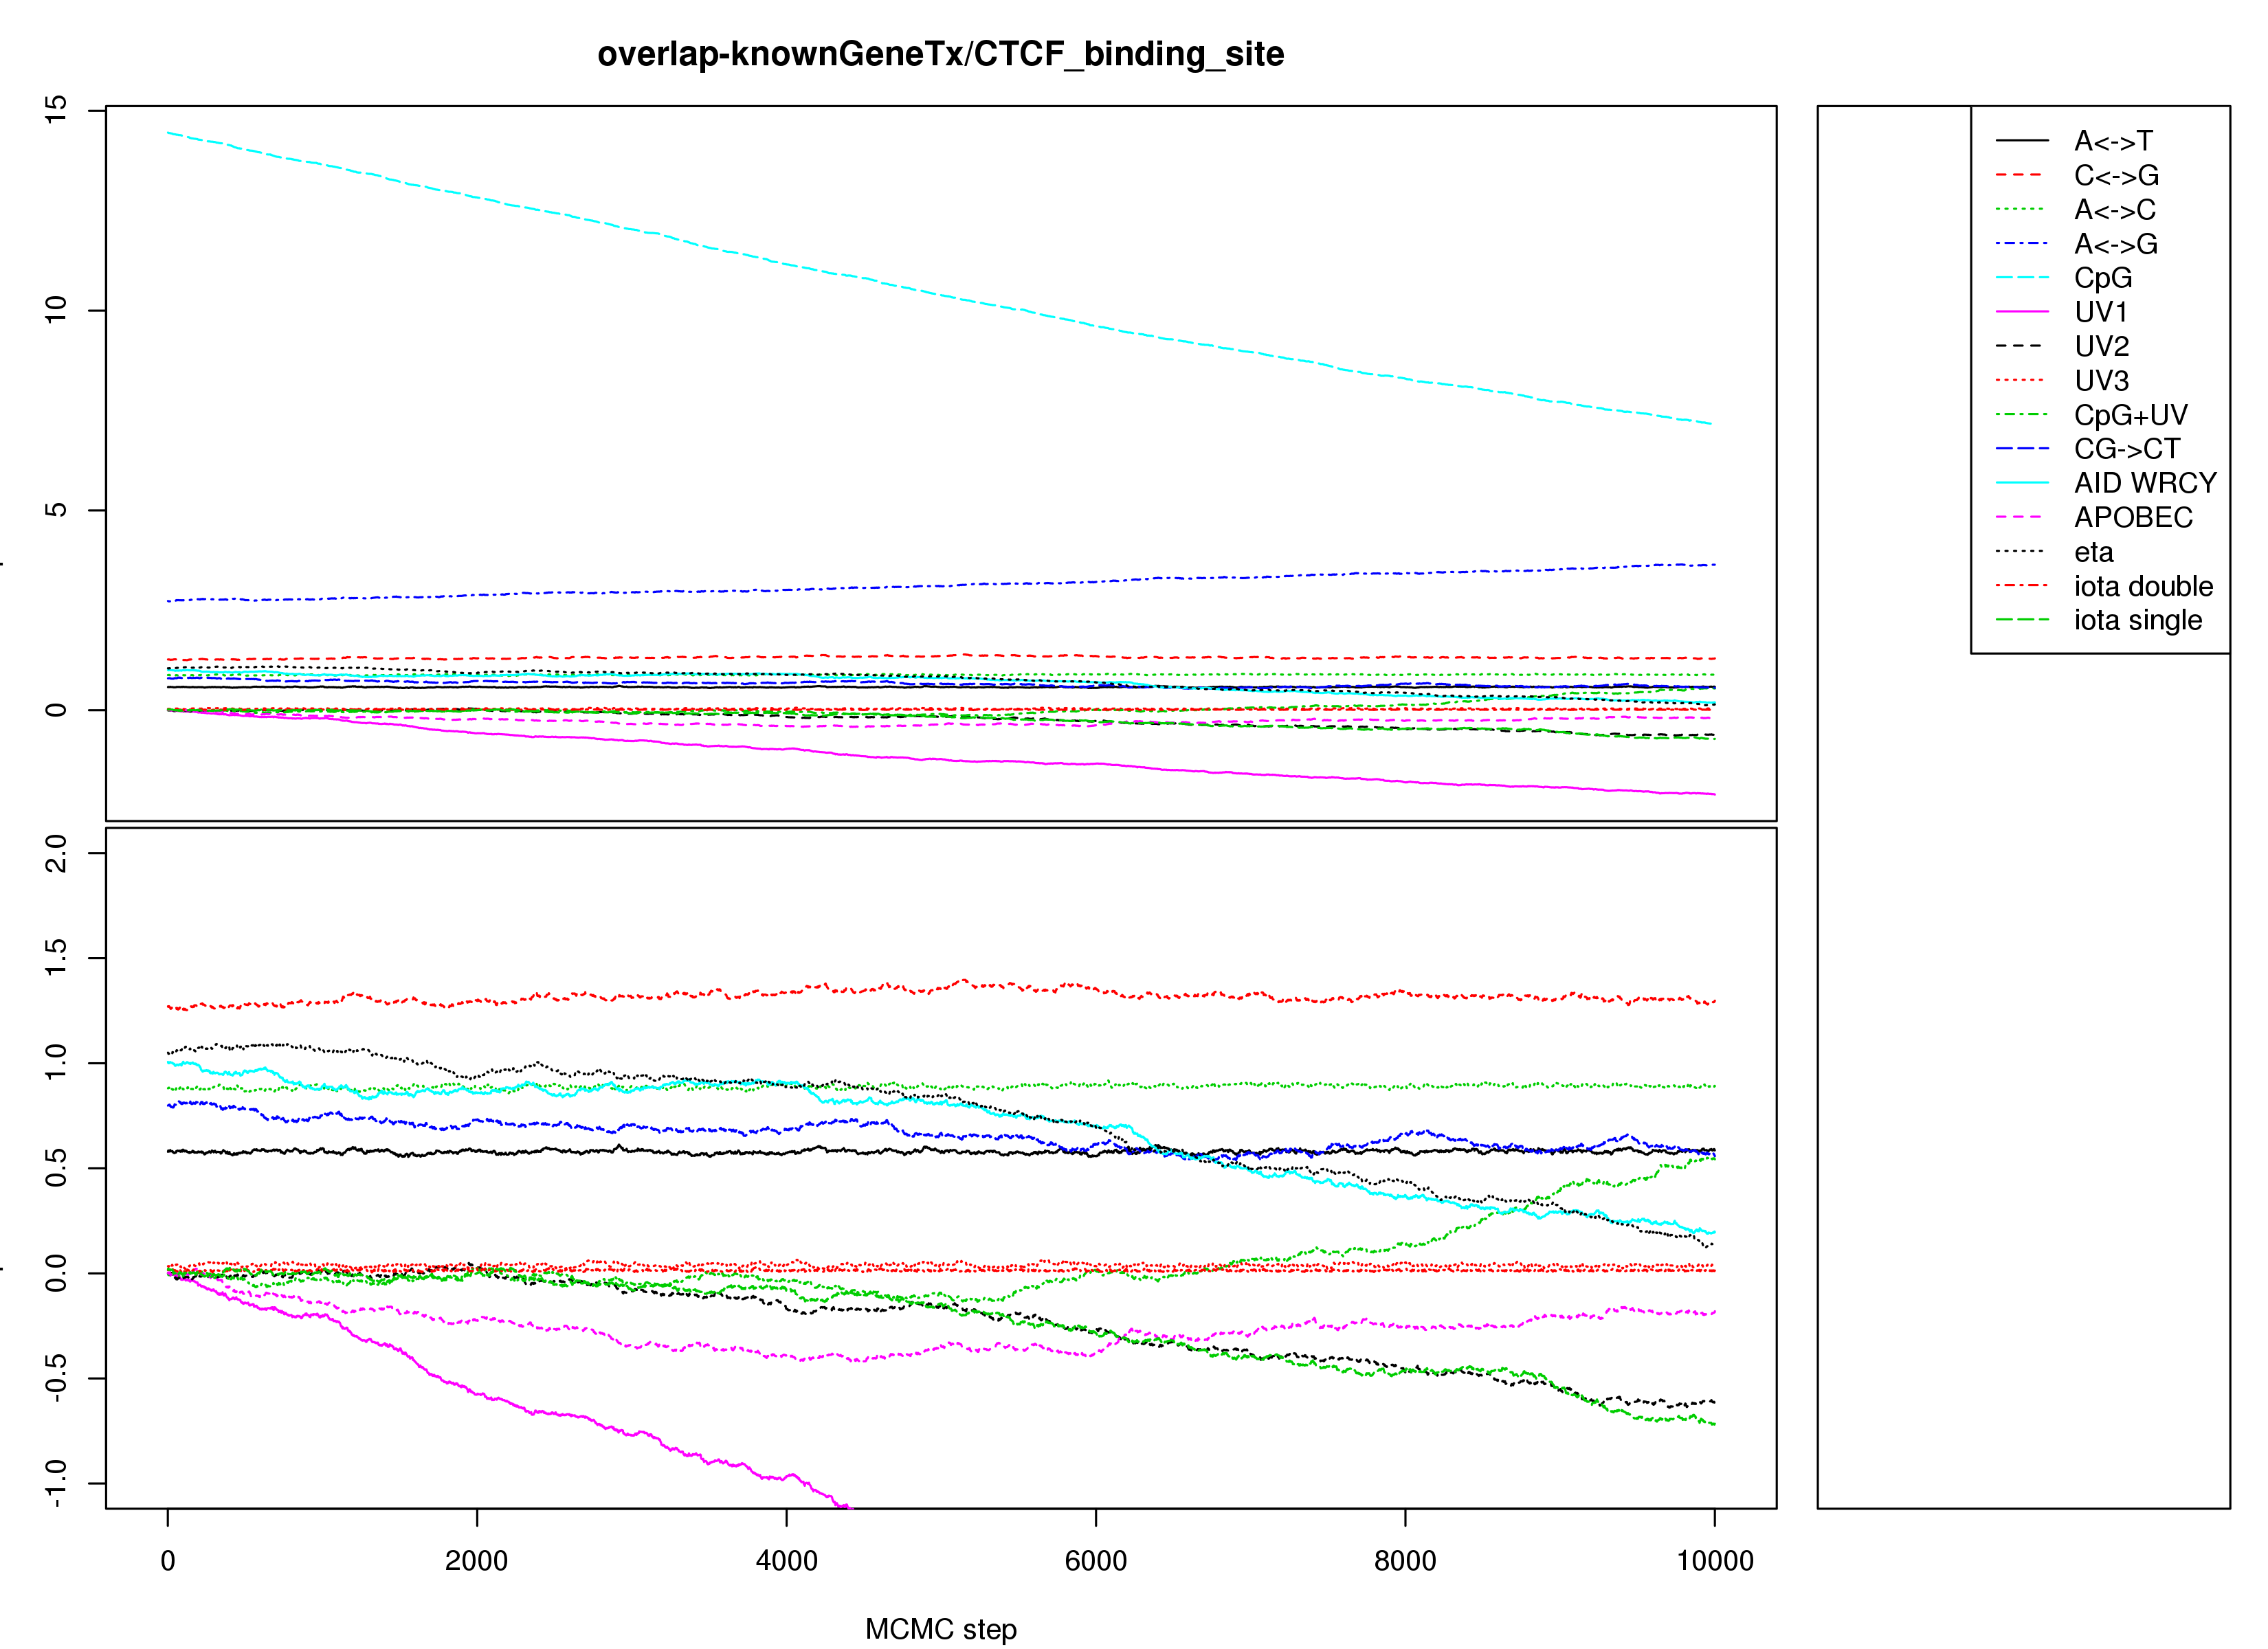 overlap-knownGeneTx/CTCF_binding_site
15
10
5
0
2.0
1.5
1.0
0.5
0.0
-0.5
-1.0
0 2000 4000 6000 8000 10000
MCMC step
A<->T
C<->G
A<->C
A<->G
CpG
UV1
UV2
UV3
CpG+UV
CG->CT
AID WRCY
APOBEC
eta
iota double
iota single